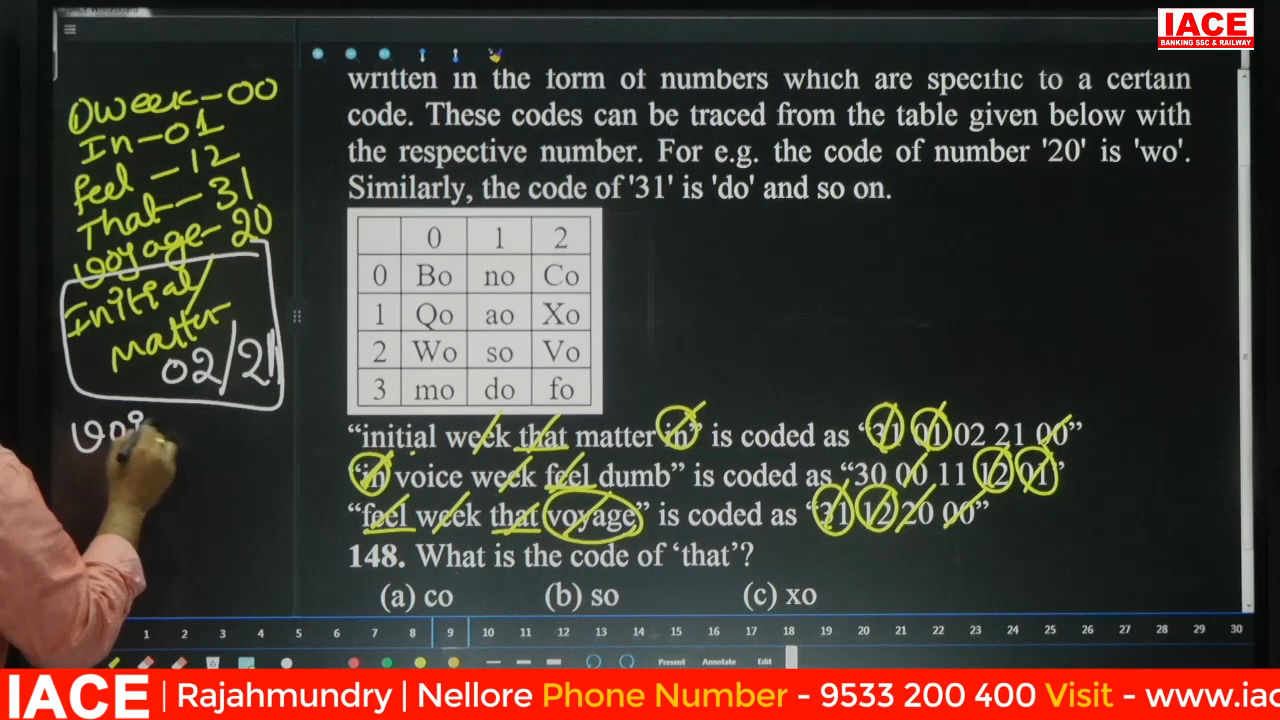 IACE
BANKING SSC & RAILWAY
week-00
In-01
feel-12
That-31
voyage-20
Initial/
matter
02/21
written in the form of numbers which are specific to a certain
code. These codes can be traced from the table given below with
the respective number. For e.g. the code of number '20' is 'wo'.
Similarly, the code of '31' is 'do' and so on.
0 1 2
0 Bo no Co
1 Qo ao Xo
2 Wo so Vo
3 mo do fo
“initial week that matter in” is coded as “31 01 02 21 00”
“in voice week feel dumb” is coded as “30 00 11 12 01”
“feel week that voyage” is coded as “31 12 20 00”
148. What is the code of ‘that’?
(a) co (b) so (c) xo
1 2 3 4 5 6 7 8 9 10 11 12 13 14 15 16 17 18 19 20 21 22 23 24 25 26 27 28 29 30
Present Annotate Edit
IACE | Rajahmundry | Nellore Phone Number - 9533 200 400 Visit - www.iac